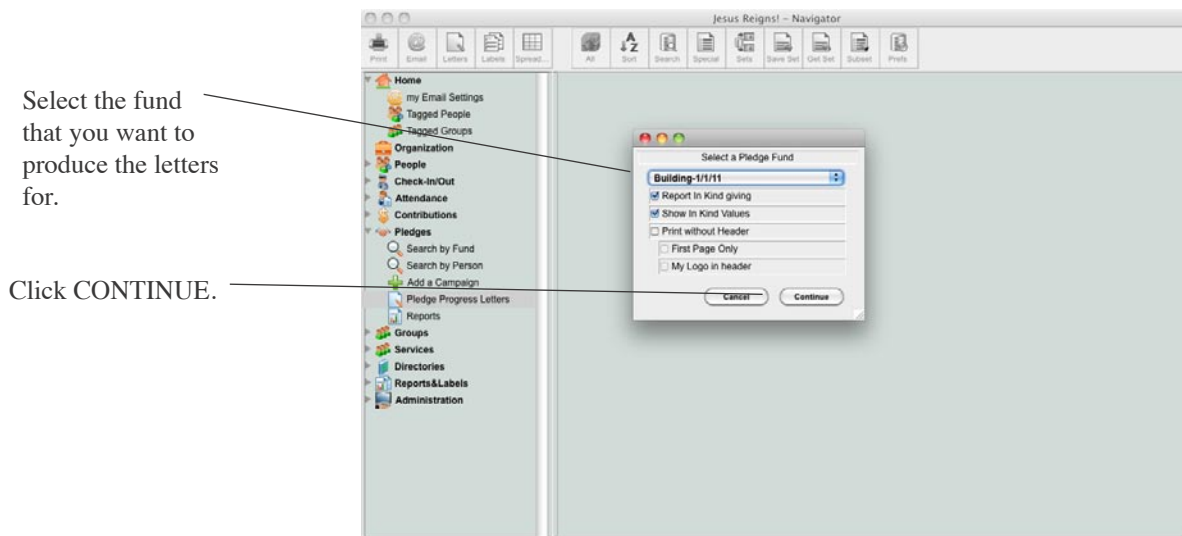 Jesus Reigns! – Navigator
Print Email Letters Labels Spread... All Sort Search Special Sets Save Set Get Set Subset Prefs
Select the fund
that you want to
produce the letters
for.
Click CONTINUE.
Home
my Email Settings
Tagged People
Tagged Groups
Organization
People
Check-In/Out
Attendance
Contributions
Pledges
Search by Fund
Search by Person
Add a Campaign
Pledge Progress Letters
Reports
Groups
Services
Directories
Reports&Labels
Administration
Select a Pledge Fund
Building-1/1/11
Report In Kind giving
Show In Kind Values
Print without Header
First Page Only
My Logo in header
Cancel Continue